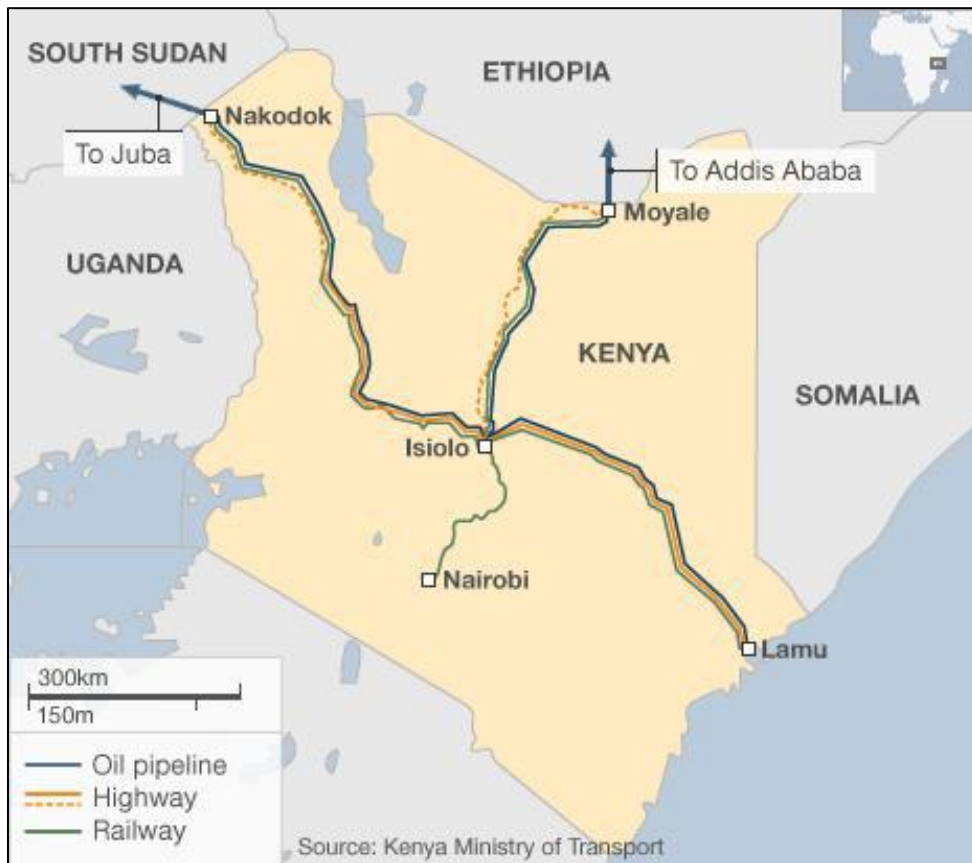 SOUTH SUDAN
ETHIOPIA
Nakodok
To Juba
To Addis Ababa
Moyale
UGANDA
KENYA
SOMALIA
Isiolo
Nairobi
Lamu
300km
150m
Oil pipeline
Highway
Railway
Source: Kenya Ministry of Transport